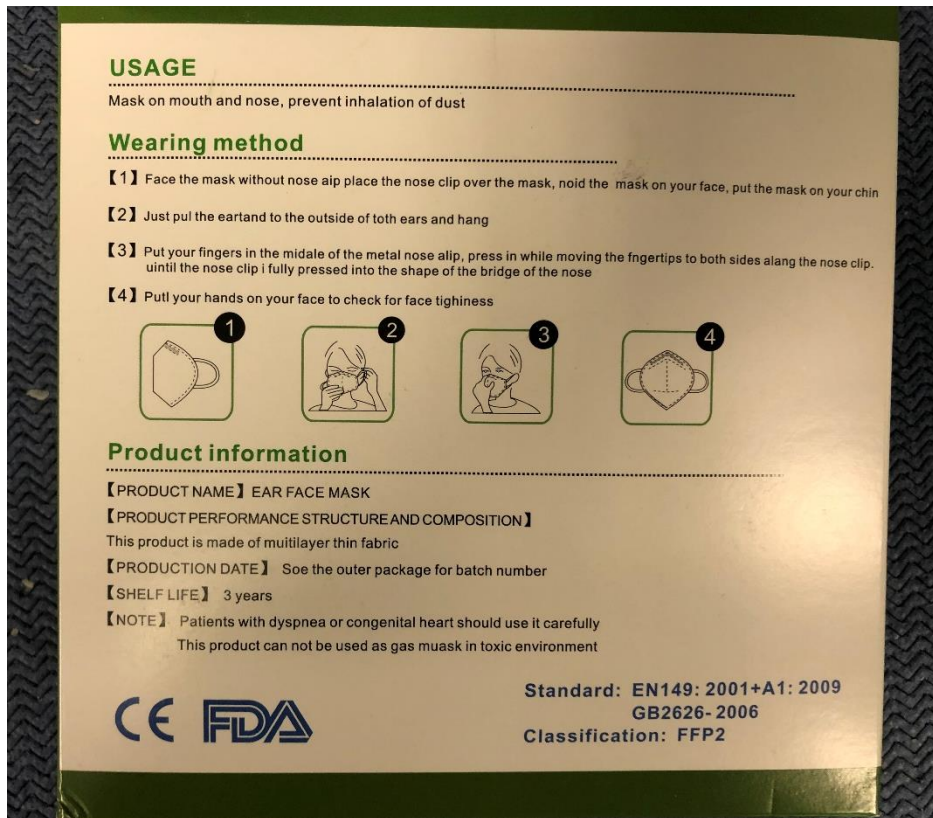 USAGE
Mask on mouth and nose, prevent inhalation of dust
Wearing method
【1】 Face the mask without nose aip place the nose clip over the mask, noid the mask on your face, put the mask on your chin
【2】 Just pul the eartand to the outside of toth ears and hang
【3】 Put your fingers in the midale of the metal nose alip, press in while moving the fngertips to both sides alang the nose clip.
uintil the nose clip i fully pressed into the shape of the bridge of the nose
【4】 Putl your hands on your face to check for face tighiness
1 2 3 4
Product information
【PRODUCT NAME】 EAR FACE MASK
【PRODUCT PERFORMANCE STRUCTURE AND COMPOSITION】
This product is made of muitilayer thin fabric
【PRODUCTION DATE】 Soe the outer package for batch number
【SHELF LIFE】 3 years
【NOTE】 Patients with dyspnea or congenital heart should use it carefully
This product can not be used as gas muask in toxic environment
CE FDA
Standard: EN149: 2001+A1: 2009
GB2626-2006
Classification: FFP2